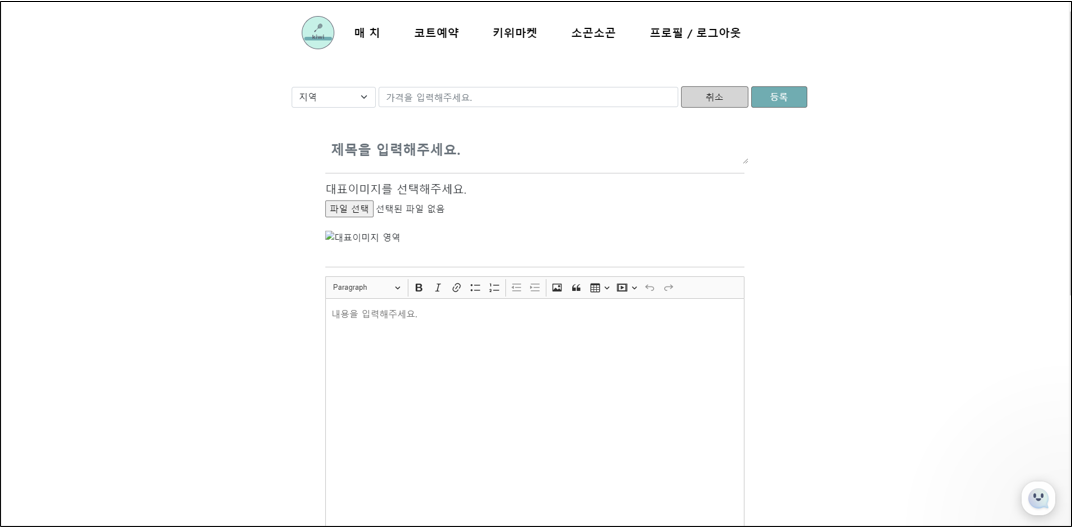 매 치 코트예약 키위마켓 소곤소곤 프로필 / 로그아웃
지역 가격을 입력해주세요. 취소 등록
제목을 입력해주세요.
대표이미지를 선택해주세요.
파일 선택 선택된 파일 없음
대표이미지 영역
Paragraph
내용을 입력해주세요.